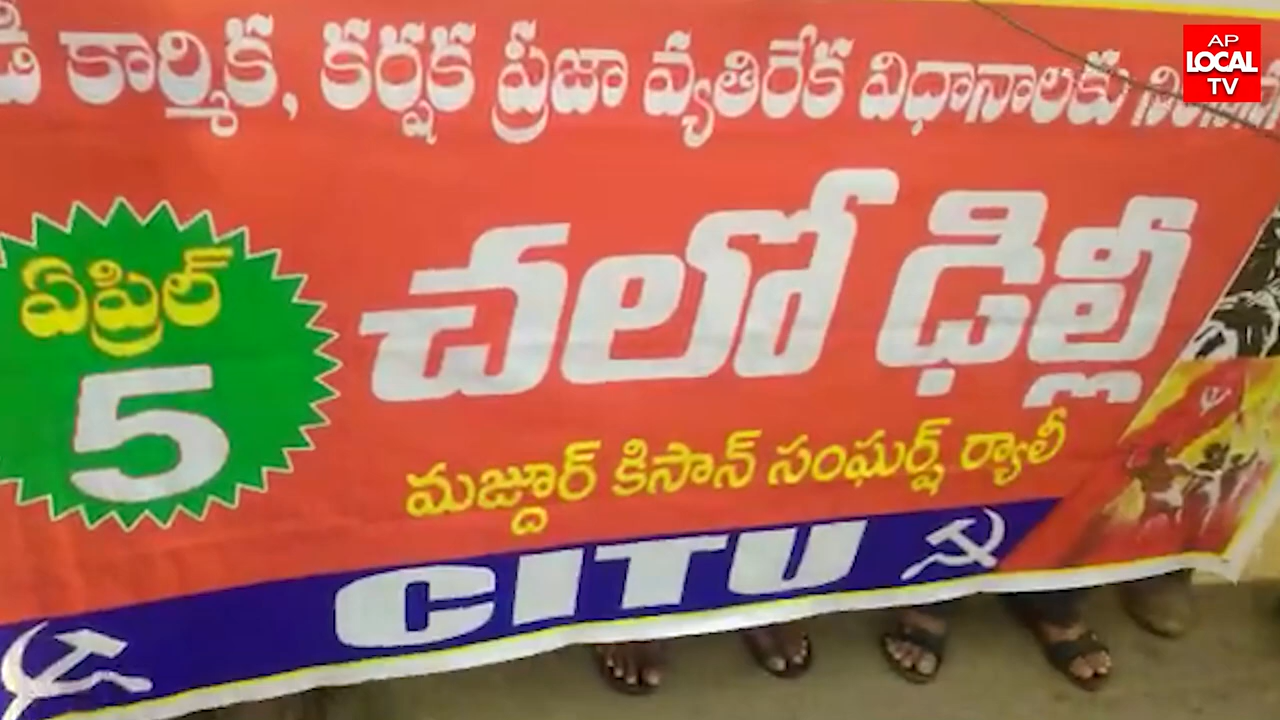 కార్మిక, కర్షక ప్రజా వ్యతిరేక విధానాలకు
ఏప్రిల్
5
చలో ఢిల్లీ
మజ్దూర్ కిసాన్ సంఘర్ష్ ర్యాలీ
CITU
AP
LOCAL
TV